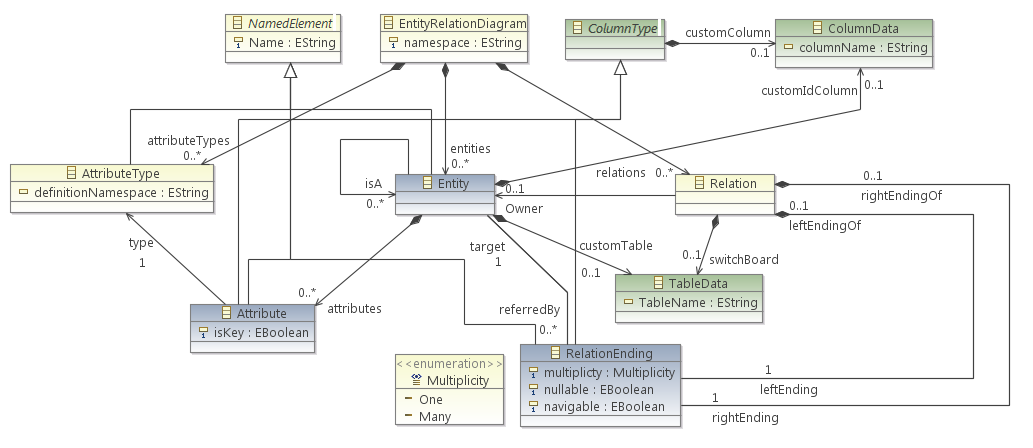 NamedElement
Name : EString
EntityRelationDiagram
namespace : EString
ColumnType
customColumn
0..1
ColumnData
columnName : EString
customIdColumn
0..1
attributeTypes
0..*
entities
0..*
relations
0..*
AttributeType
definitionNamespace : EString
isA
0..*
Entity
0..1
Owner
Relation
0..1
rightEndingOf
0..1
leftEndingOf
type
1
target
1
customTable
0..1
0..1
switchBoard
TableData
TableName : EString
0..*
attributes
referredBy
0..*
Attribute
isKey : EBoolean
RelationEnding
multiplicty : Multiplicity
nullable : EBoolean
navigable : EBoolean
1
leftEnding
1
rightEnding
<<enumeration>>
Multiplicity
One
Many